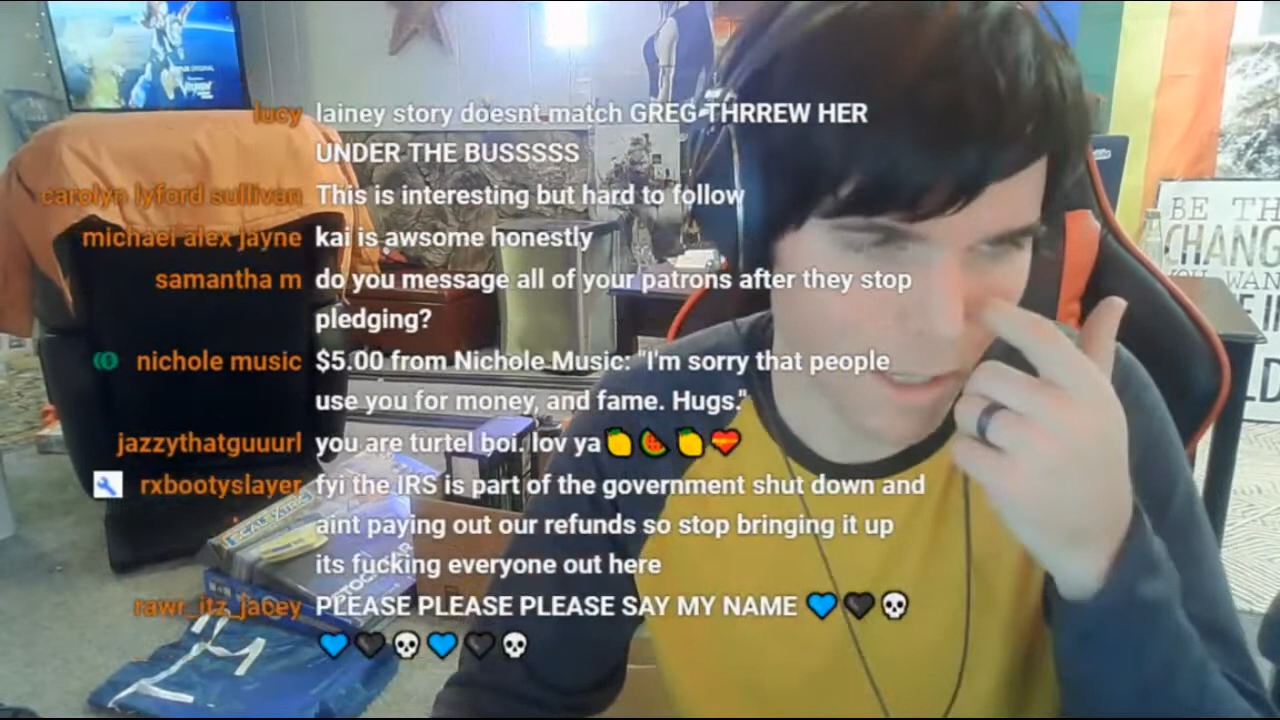 lucy lainey story doesnt match GREG THRREW HER
UNDER THE BUSSSSS
carolyn lyford sullivan This is interesting but hard to follow
michael alex jayne kai is awsome honestly
samantha m do you message all of your patrons after they stop
pledging?
nichole music $5.00 from Nichole Music: "I'm sorry that people
use you for money, and fame. Hugs."
jazzythatguuurl you are turtel boi. lov ya🍋🍉🍋💝
rxbootyslayer fyi the IRS is part of the government shut down and
aint paying out our refunds so stop bringing it up
its fucking everyone out here
rawr_itz_jacey PLEASE PLEASE PLEASE SAY MY NAME 💙🖤💀
💙🖤💀💙🖤💀
BE TH
CHANG
YOU WAN